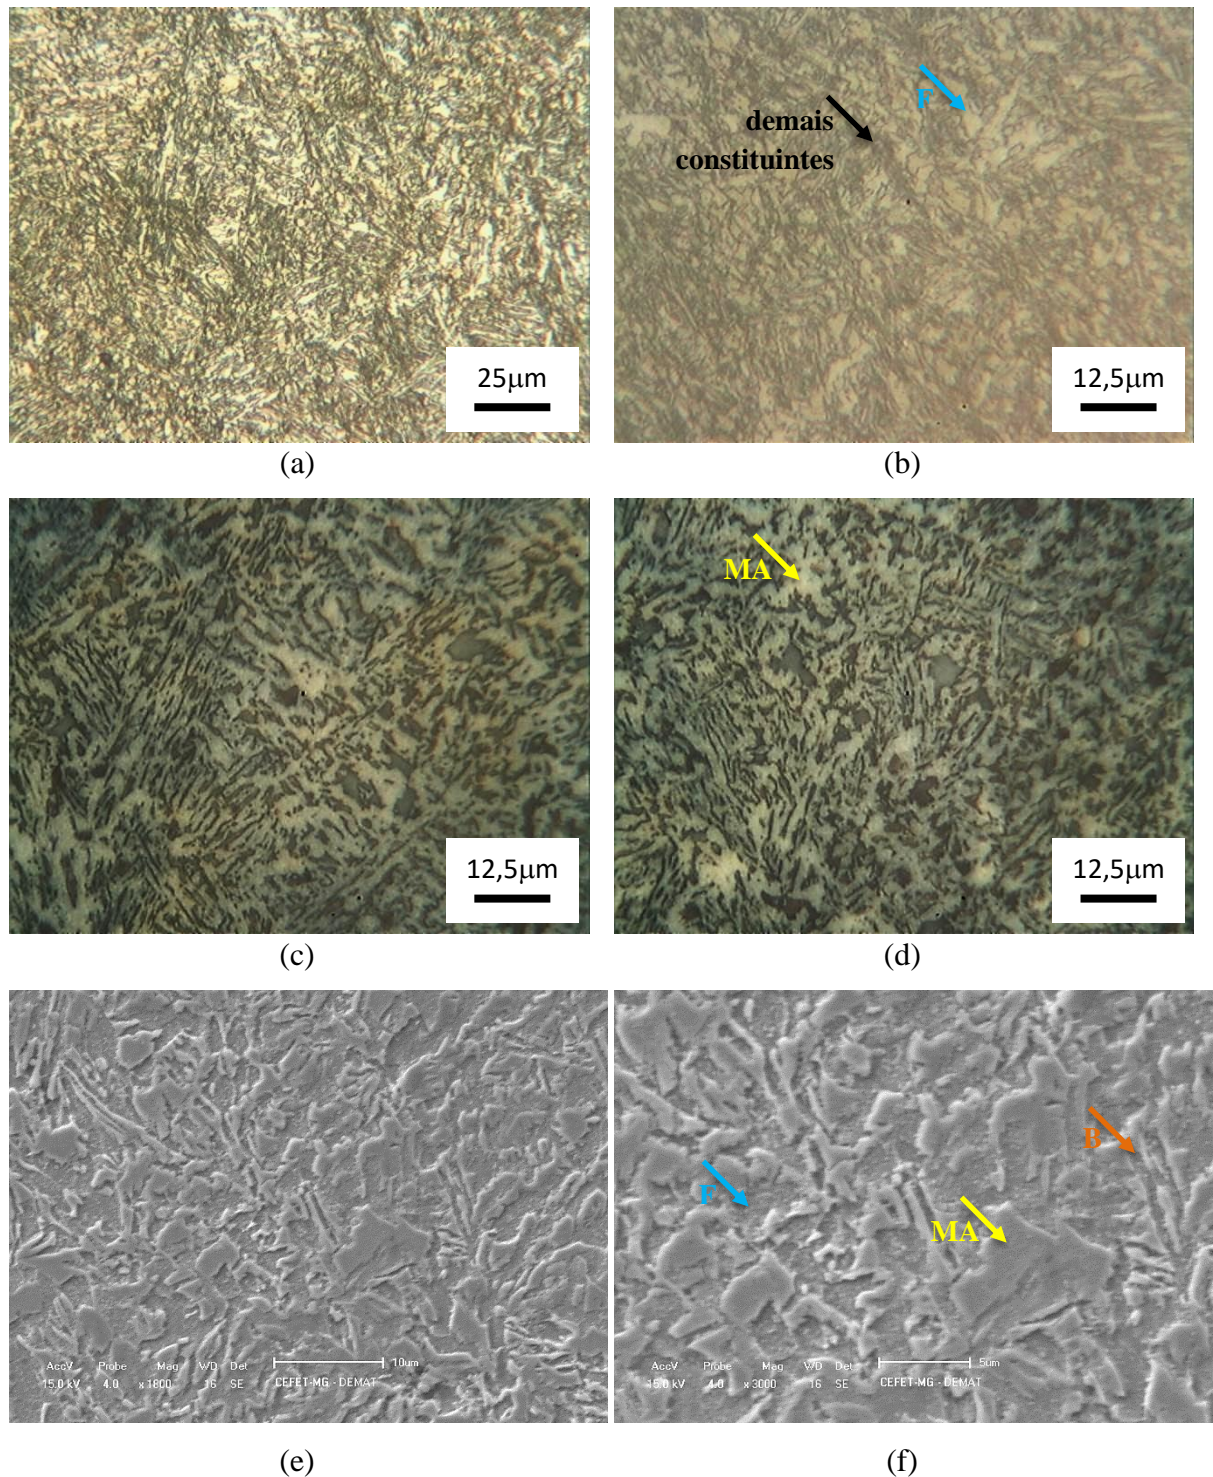 25μm
F
demais
constituintes
12,5μm
(a)
(b)
MA
12,5μm
12,5μm
(c)
(d)
B
F
MA
AccV Probe Mag WD Det 10um
15.0 kV 4.0 x 1800 16 SE CEFET-MG - DEMAT
AccV Probe Mag WD Det 5um
15.0 kV 4.0 x 3000 16 SE CEFET-MG - DEMAT
(e)
(f)